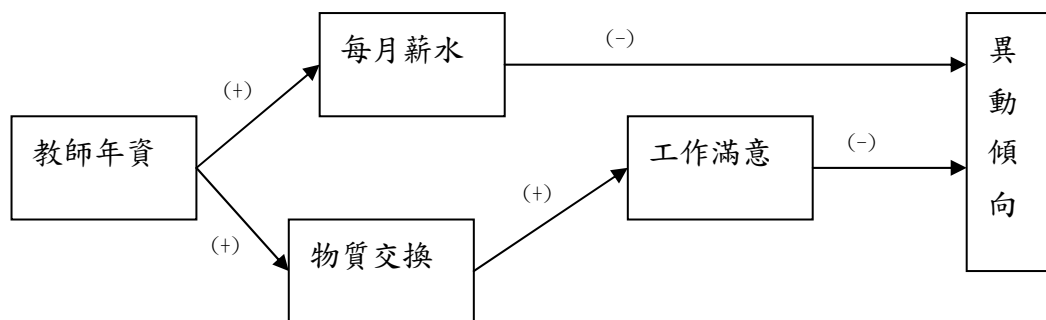 每月薪水
(-)
異動傾向
(+)
教師年資
工作滿意
(-)
(+)
(+)
物質交換